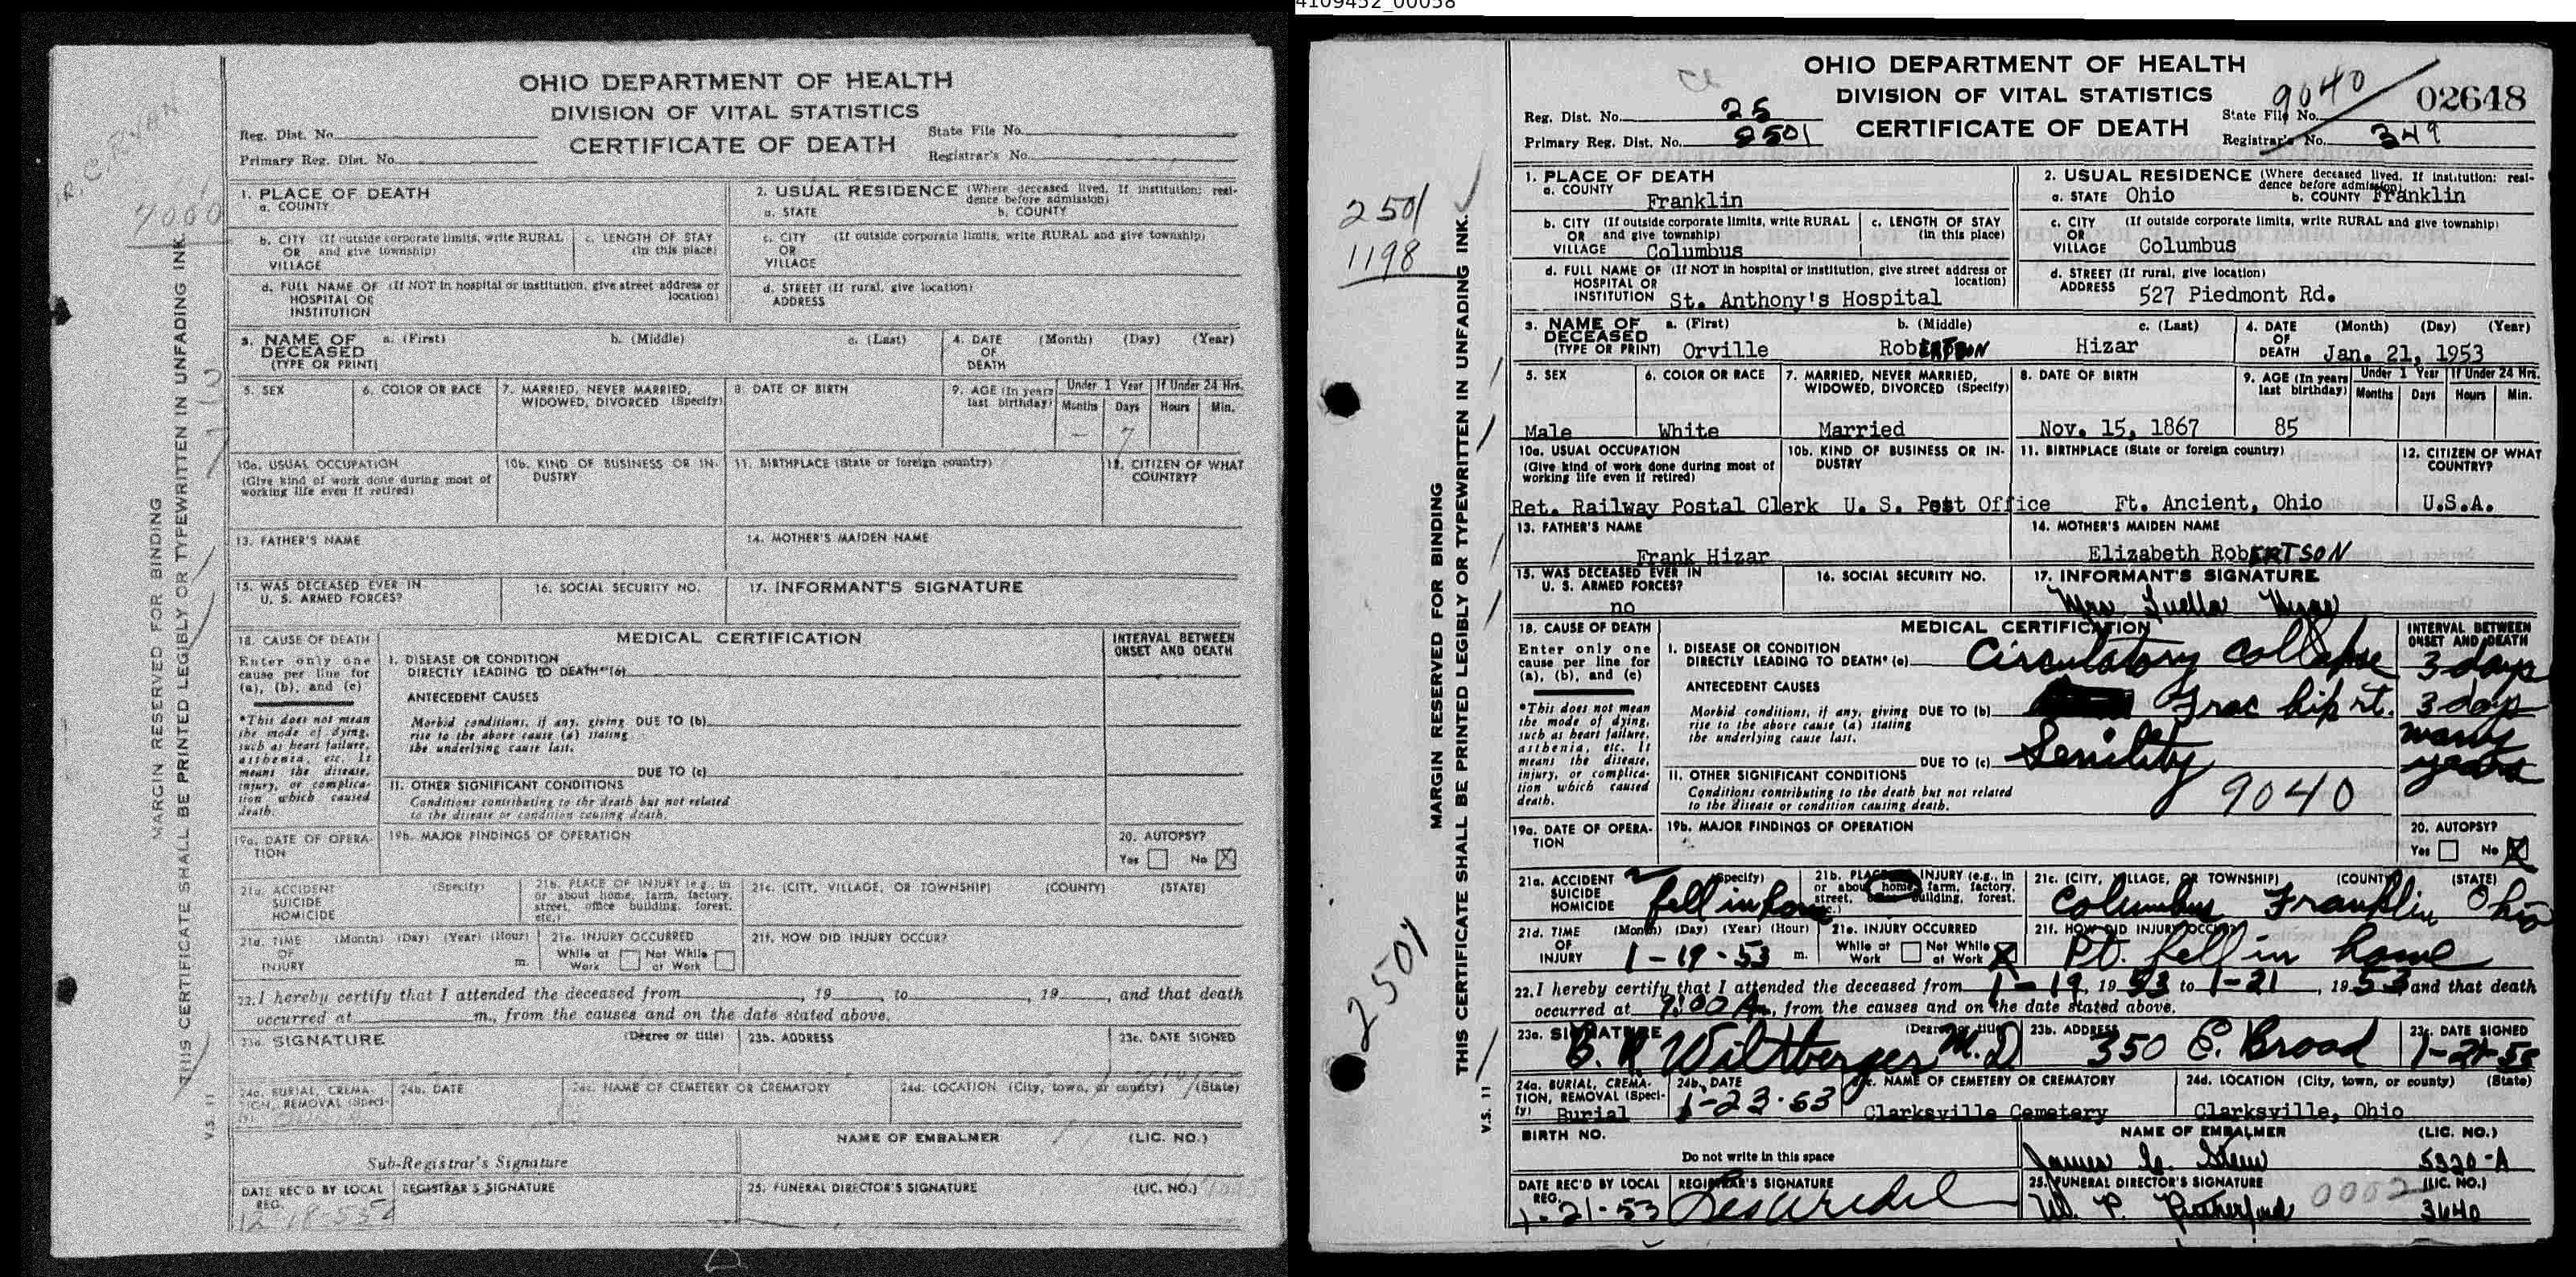 OHIO DEPARTMENT OF HEALTH
DIVISION OF VITAL STATISTICS
CERTIFICATE OF DEATH
Reg. Dist. No.
Primary Reg. Dist. No.
State File No.
Registrar's No.
7000
1. PLACE OF DEATH
a. COUNTY
2. USUAL RESIDENCE (Where deceased lived. If institution: resi-
dence before admission)
a. STATE b. COUNTY
b. CITY (If outside corporate limits, write RURAL
OR and give township)
VILLAGE
c. LENGTH OF STAY
(in this place)
c. CITY (If outside corporate limits, write RURAL and give township)
OR
VILLAGE
d. FULL NAME OF (If NOT in hospital or institution, give street address or
HOSPITAL OR location)
INSTITUTION
d. STREET (If rural, give location)
ADDRESS
3. NAME OF a. (First) b. (Middle) c. (Last)
DECEASED
(TYPE OR PRINT)
4. DATE (Month) (Day) (Year)
OF
DEATH
5. SEX
6. COLOR OR RACE
7. MARRIED, NEVER MARRIED,
WIDOWED, DIVORCED (Specify)
8. DATE OF BIRTH
9. AGE (In years
last birthday)
Under 1 Year If Under 24 Hrs.
Months Days Hours Min.
- 7
10a. USUAL OCCUPATION
(Give kind of work done during most of
working life even if retired)
10b. KIND OF BUSINESS OR IN-
DUSTRY
11. BIRTHPLACE (State or foreign country)
12. CITIZEN OF WHAT
COUNTRY?
13. FATHER'S NAME
14. MOTHER'S MAIDEN NAME
15. WAS DECEASED EVER IN
U. S. ARMED FORCES?
16. SOCIAL SECURITY NO.
17. INFORMANT'S SIGNATURE
18. CAUSE OF DEATH
Enter only one
cause per line for
(a), (b), and (c)
*This does not mean
the mode of dying,
such as heart failure,
asthenia, etc. It
means the disease,
injury, or complica-
tion which caused
death.
MEDICAL CERTIFICATION
INTERVAL BETWEEN
ONSET AND DEATH
I. DISEASE OR CONDITION
DIRECTLY LEADING TO DEATH* (a)
ANTECEDENT CAUSES
Morbid conditions, if any, giving DUE TO (b)
rise to the above cause (a) stating
the underlying cause last.
DUE TO (c)
II. OTHER SIGNIFICANT CONDITIONS
Conditions contributing to the death but not related
to the disease or condition causing death.
19a. DATE OF OPERA-
TION
19b. MAJOR FINDINGS OF OPERATION
20. AUTOPSY?
Yes No X
21a. ACCIDENT (Specify)
SUICIDE
HOMICIDE
21b. PLACE OF INJURY (e.g., in
or about home, farm, factory,
street, office building, forest,
etc.)
21c. (CITY, VILLAGE, OR TOWNSHIP) (COUNTY) (STATE)
21d. TIME (Month) (Day) (Year) (Hour)
OF
INJURY m.
21e. INJURY OCCURRED
While at Not While
Work at Work
21f. HOW DID INJURY OCCUR?
22. I hereby certify that I attended the deceased from , 19 , to , 19 , and that death
occurred at m., from the causes and on the date stated above.
23a. SIGNATURE (Degree or title)
23b. ADDRESS
23c. DATE SIGNED
24a. BURIAL, CREMA-
TION, REMOVAL (Speci-
fy)
24b. DATE
24c. NAME OF CEMETERY OR CREMATORY
24d. LOCATION (City, town, or county) (State)
NAME OF EMBALMER (LIC. NO.)
Sub-Registrar's Signature
DATE REC'D BY LOCAL
REG.
REGISTRAR'S SIGNATURE
25. FUNERAL DIRECTOR'S SIGNATURE (LIC. NO.)
MARGIN RESERVED FOR BINDING
THIS CERTIFICATE SHALL BE PRINTED LEGIBLY OR TYPEWRITTEN IN UNFADING INK.
V.S. 11
4109452_00058
OHIO DEPARTMENT OF HEALTH
DIVISION OF VITAL STATISTICS
CERTIFICATE OF DEATH
Reg. Dist. No. 25
Primary Reg. Dist. No. 2501
State File No. 9040
02648
Registrar's No. 349
2501
1198
1. PLACE OF DEATH
a. COUNTY Franklin
2. USUAL RESIDENCE (Where deceased lived. If institution: resi-
dence before admission)
a. STATE Ohio b. COUNTY Franklin
b. CITY (If outside corporate limits, write RURAL
OR and give township)
VILLAGE Columbus
c. LENGTH OF STAY
(in this place)
c. CITY (If outside corporate limits, write RURAL and give township)
OR
VILLAGE Columbus
d. FULL NAME OF (If NOT in hospital or institution, give street address or
HOSPITAL OR location)
INSTITUTION St. Anthony's Hospital
d. STREET (If rural, give location)
ADDRESS 527 Piedmont Rd.
3. NAME OF a. (First) b. (Middle) c. (Last)
DECEASED
(TYPE OR PRINT) Orville RobERTSON Hizar
4. DATE (Month) (Day) (Year)
OF
DEATH Jan. 21, 1953
5. SEX
Male
6. COLOR OR RACE
White
7. MARRIED, NEVER MARRIED,
WIDOWED, DIVORCED (Specify)
Married
8. DATE OF BIRTH
Nov. 15, 1867
9. AGE (In years
last birthday)
85
Under 1 Year If Under 24 Hrs.
Months Days Hours Min.
10a. USUAL OCCUPATION
(Give kind of work done during most of
working life even if retired)
Ret. Railway Postal Clerk
10b. KIND OF BUSINESS OR IN-
DUSTRY
U. S. Post Office
11. BIRTHPLACE (State or foreign country)
Ft. Ancient, Ohio
12. CITIZEN OF WHAT
COUNTRY?
U.S.A.
13. FATHER'S NAME
Frank Hizar
14. MOTHER'S MAIDEN NAME
Elizabeth RobERTSON
15. WAS DECEASED EVER IN
U. S. ARMED FORCES?
no
16. SOCIAL SECURITY NO.
17. INFORMANT'S SIGNATURE
Mrs Luella Hizar
18. CAUSE OF DEATH
Enter only one
cause per line for
(a), (b), and (c)
*This does not mean
the mode of dying,
such as heart failure,
asthenia, etc. It
means the disease,
injury, or complica-
tion which caused
death.
MEDICAL CERTIFICATION
INTERVAL BETWEEN
ONSET AND DEATH
I. DISEASE OR CONDITION
DIRECTLY LEADING TO DEATH* (a) Circulatory collapse 3 days
ANTECEDENT CAUSES
Morbid conditions, if any, giving DUE TO (b) Frac hip rt. 3 days
rise to the above cause (a) stating
the underlying cause last.
DUE TO (c) Senility many years
II. OTHER SIGNIFICANT CONDITIONS
Conditions contributing to the death but not related
to the disease or condition causing death.
9040
19a. DATE OF OPERA-
TION
19b. MAJOR FINDINGS OF OPERATION
20. AUTOPSY?
Yes No X
21a. ACCIDENT (Specify)
SUICIDE
HOMICIDE fell in home
21b. PLACE OF INJURY (e.g., in
or about home, farm, factory,
street, office building, forest,
etc.)
21c. (CITY, VILLAGE, OR TOWNSHIP) (COUNTY) (STATE)
Columbus Franklin Ohio
21d. TIME (Month) (Day) (Year) (Hour)
OF
INJURY 1-19-53 m.
21e. INJURY OCCURRED
While at Not While
Work at Work X
21f. HOW DID INJURY OCCUR?
Pt. fell in home
22. I hereby certify that I attended the deceased from 1-19, 1953 to 1-21, 1953 and that death
occurred at 9:00 A m., from the causes and on the date stated above.
23a. SIGNATURE (Degree or title)
Wiltberger M.D.
23b. ADDRESS
350 E. Broad
23c. DATE SIGNED
1-21-53
24a. BURIAL, CREMA-
TION, REMOVAL (Speci-
fy) Burial
24b. DATE
1-23-53
24c. NAME OF CEMETERY OR CREMATORY
Clarksville Cemetery
24d. LOCATION (City, town, or county) (State)
Clarksville, Ohio
BIRTH NO.
Do not write in this space
NAME OF EMBALMER (LIC. NO.)
James 5320-A
DATE REC'D BY LOCAL
REG.
1-21-53
REGISTRAR'S SIGNATURE
25. FUNERAL DIRECTOR'S SIGNATURE (LIC. NO.)
W. P. Rutherford 3640
MARGIN RESERVED FOR BINDING
THIS CERTIFICATE SHALL BE PRINTED LEGIBLY OR TYPEWRITTEN IN UNFADING INK.
2501
V.S. 11